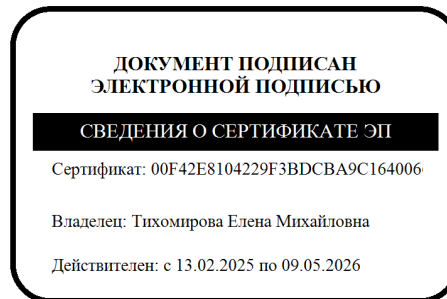 ДОКУМЕНТ ПОДПИСАН
ЭЛЕКТРОННОЙ ПОДПИСЬЮ
СВЕДЕНИЯ О СЕРТИФИКАТЕ ЭП
Сертификат: 00F42E8104229F3BDCBA9C164006
Владелец: Тихомирова Елена Михайловна
Действителен: с 13.02.2025 по 09.05.2026